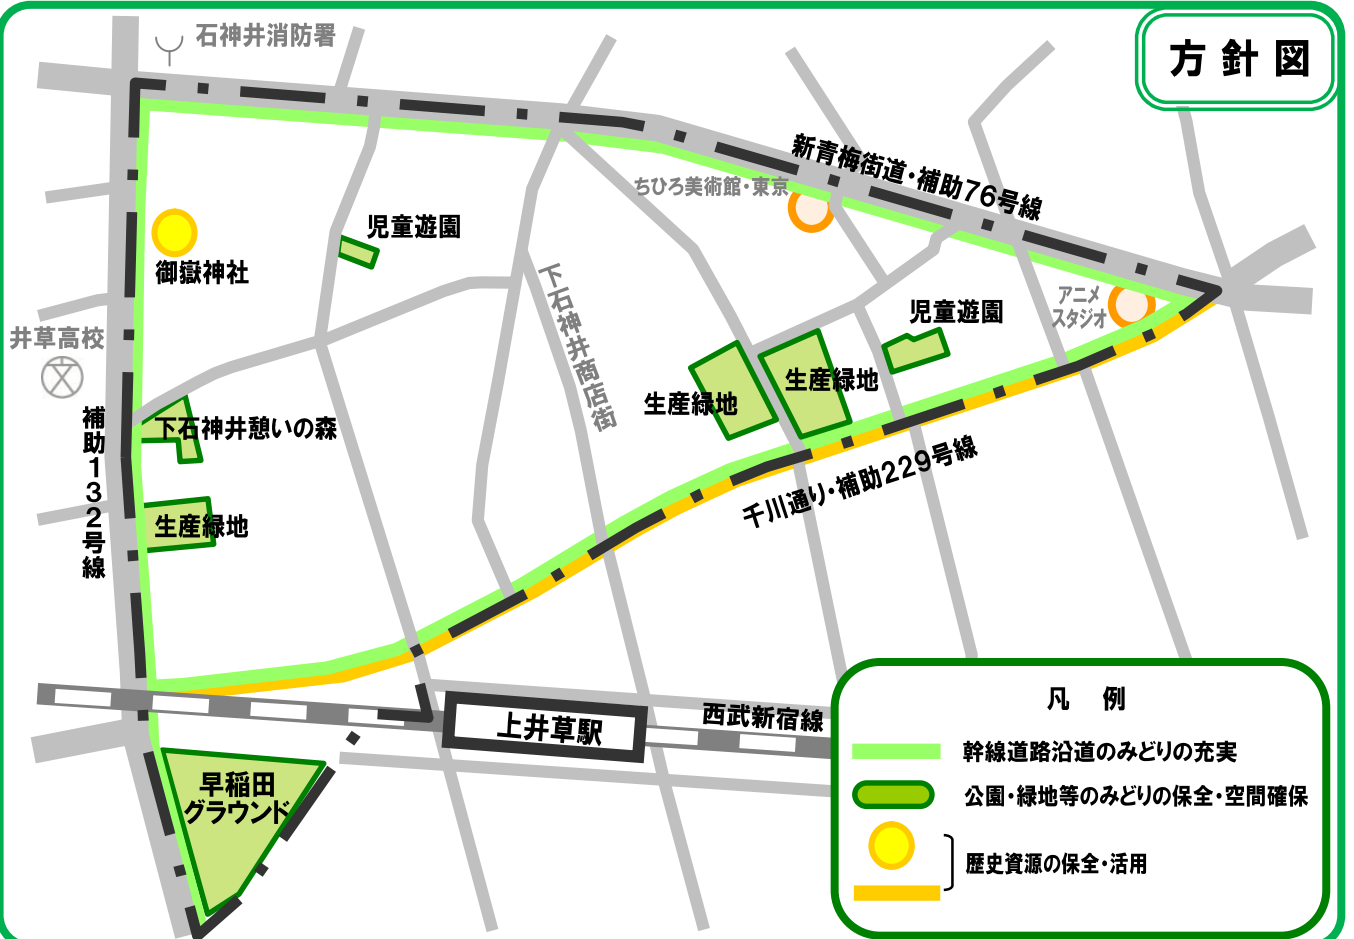 方針図
石神井消防署
新青梅街道・補助76号線
ちひろ美術館・東京
児童遊園
御嶽神社
アニメ
スタジオ
児童遊園
井草高校
下石神井商店街
生産緑地
生産緑地
補助132号線
下石神井憩いの森
千川通り・補助229号線
生産緑地
上井草駅
西武新宿線
早稲田
グラウンド
凡 例
幹線道路沿道のみどりの充実
公園・緑地等のみどりの保全・空間確保
歴史資源の保全・活用